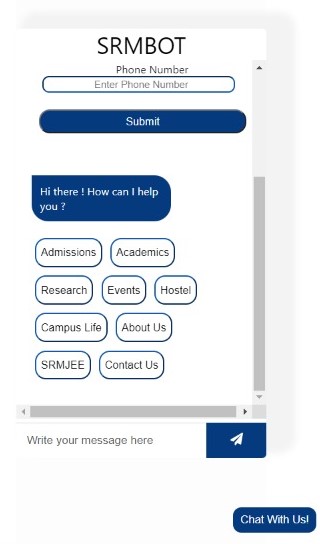 SRMBOT
Phone Number
Enter Phone Number
Submit
Hi there ! How can I help
you ?
Admissions Academics
Research Events Hostel
Campus Life About Us
SRMJEE Contact Us
Write your message here
Chat With Us!